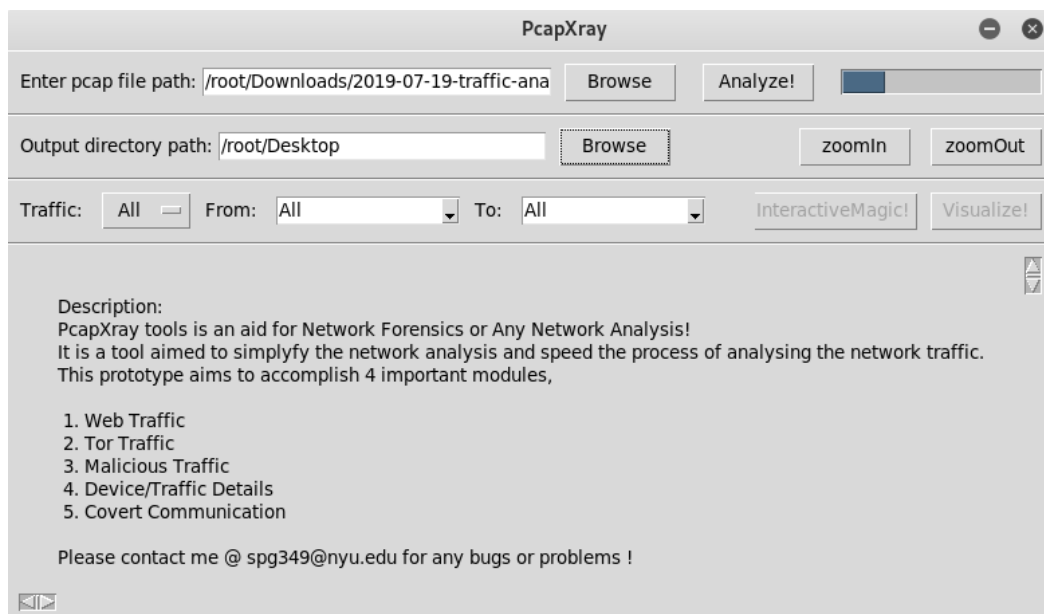 PcapXray
Enter pcap file path: /root/Downloads/2019-07-19-traffic-ana Browse Analyze!
Output directory path: /root/Desktop Browse zoomIn zoomOut
Traffic: All From: All To: All InteractiveMagic! Visualize!
Description:
PcapXray tools is an aid for Network Forensics or Any Network Analysis!
It is a tool aimed to simplyfy the network analysis and speed the process of analysing the network traffic.
This prototype aims to accomplish 4 important modules,
1. Web Traffic
2. Tor Traffic
3. Malicious Traffic
4. Device/Traffic Details
5. Covert Communication
Please contact me @ spg349@nyu.edu for any bugs or problems !